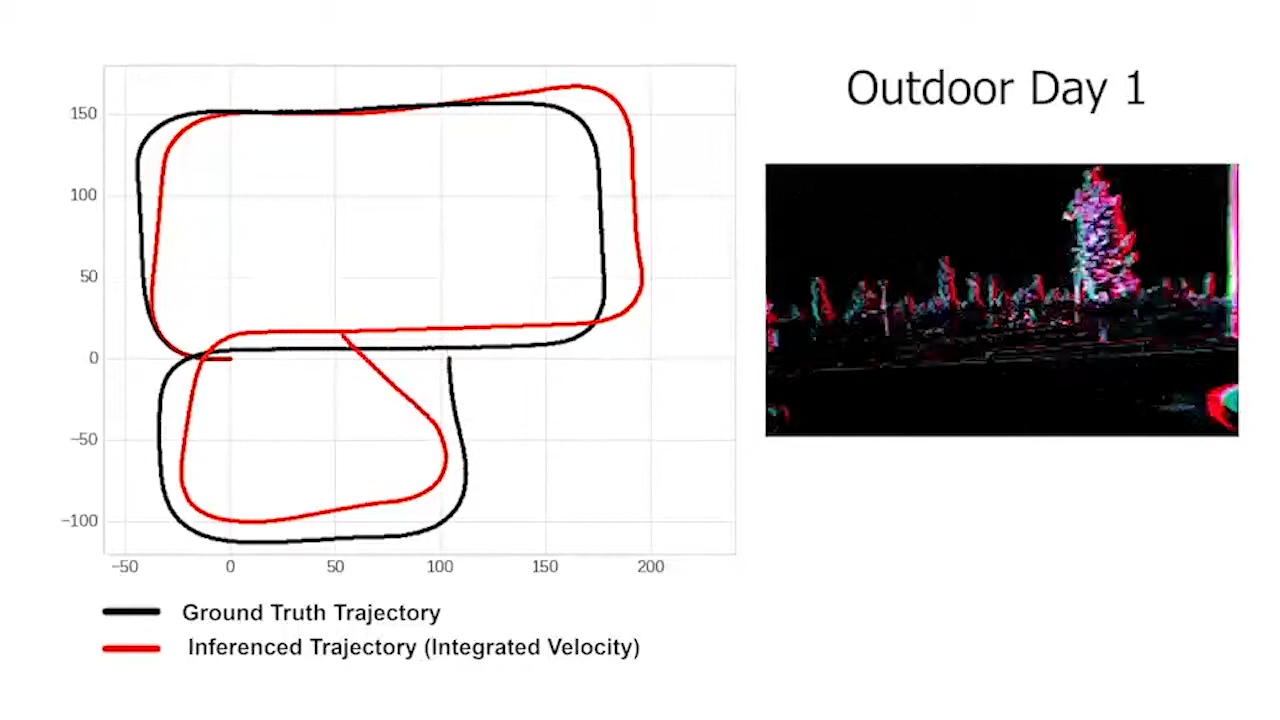 Outdoor Day 1
150
100
50
0
−50
−100
−50 0 50 100 150 200
Ground Truth Trajectory
Inferenced Trajectory (Integrated Velocity)